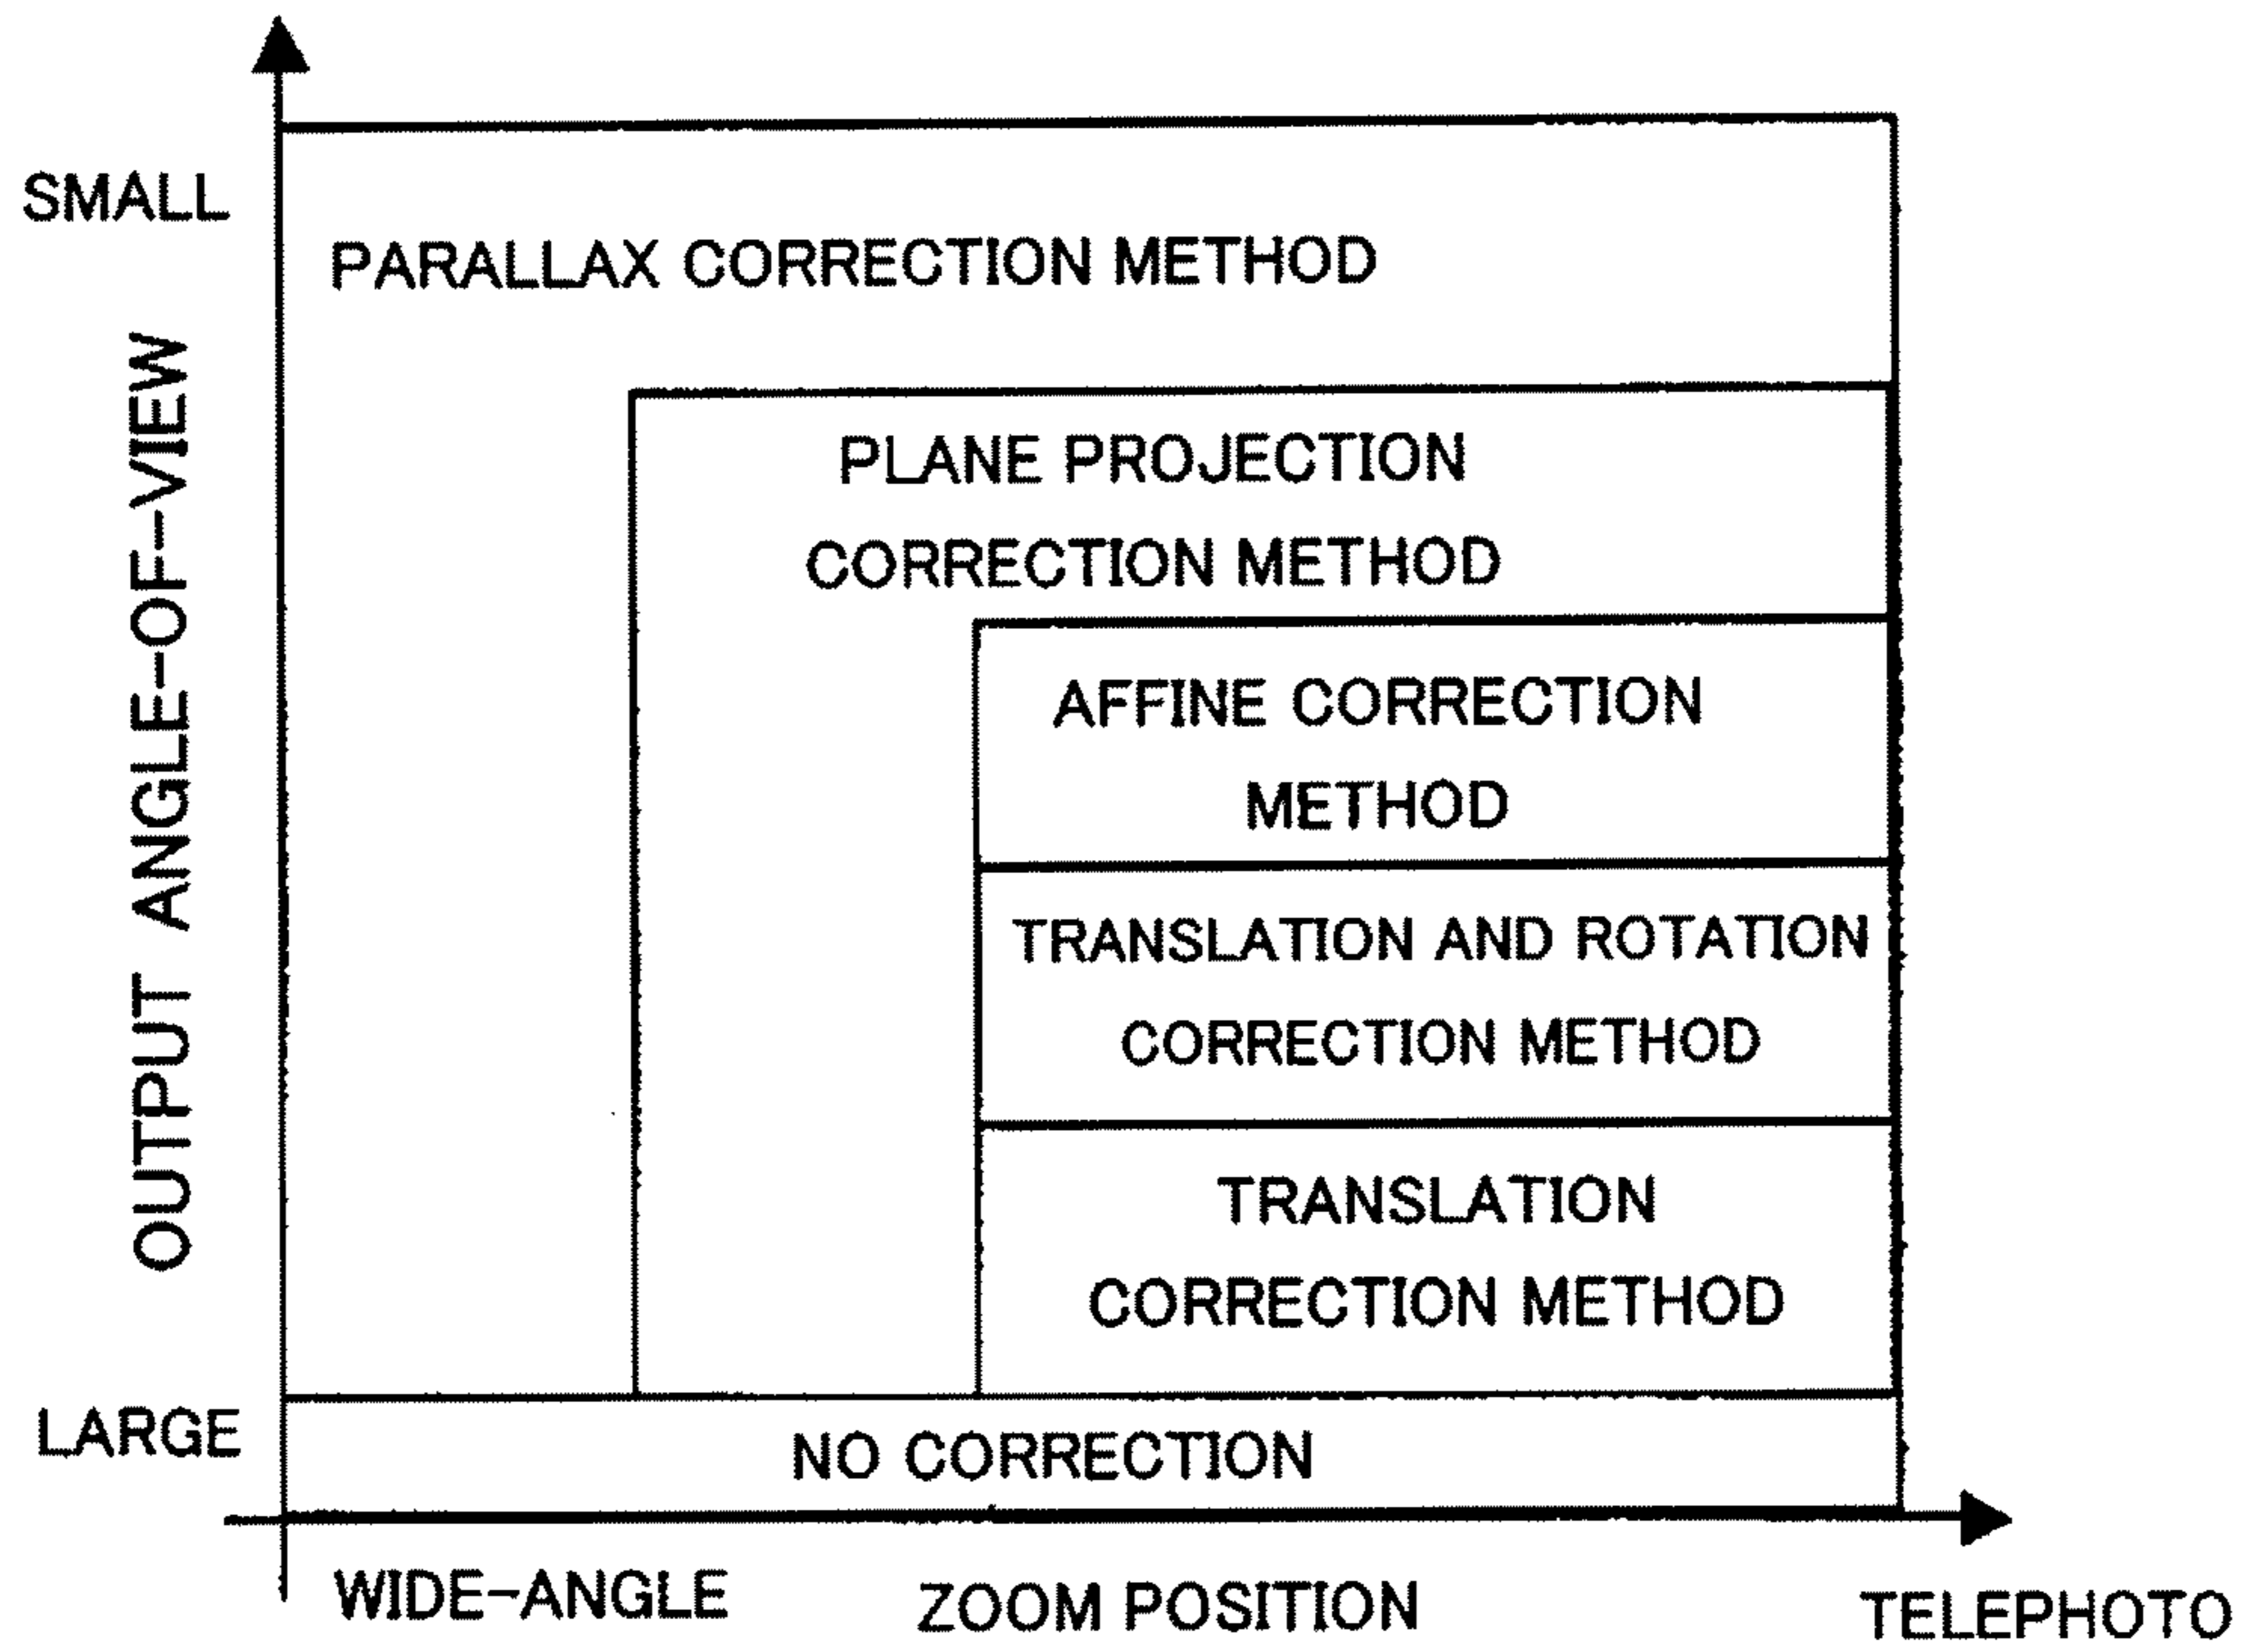 SMALL
PARALLAX CORRECTION METHOD
OUTPUT ANGLE-OF-VIEW
PLANE PROJECTION
CORRECTION METHOD
AFFINE CORRECTION
METHOD
TRANSLATION AND ROTATION
CORRECTION METHOD
TRANSLATION
CORRECTION METHOD
LARGE
NO CORRECTION
WIDE-ANGLE
ZOOM POSITION
TELEPHOTO